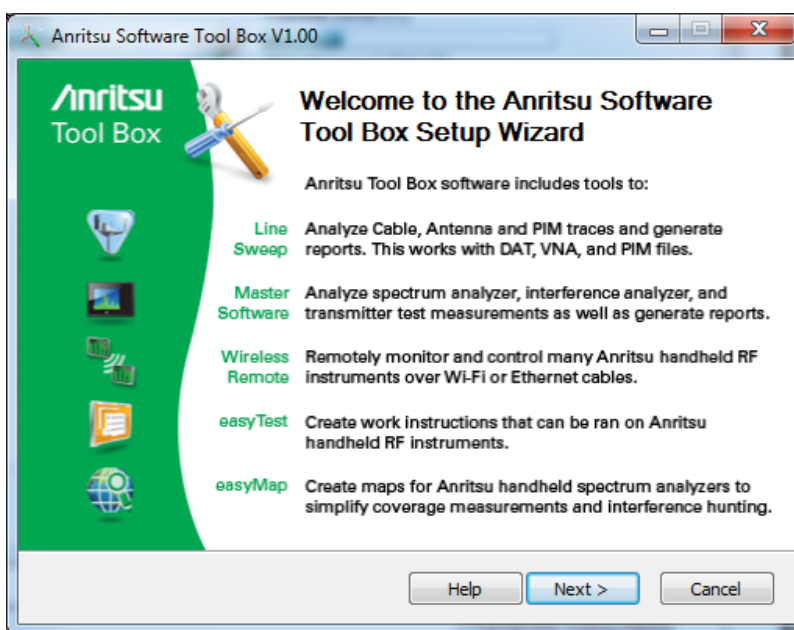 Anritsu Software Tool Box V1.00
Anritsu
Tool Box
Welcome to the Anritsu Software
Tool Box Setup Wizard
Anritsu Tool Box software includes tools to:
Line
Sweep
Analyze Cable, Antenna and PIM traces and generate
reports. This works with DAT, VNA, and PIM files.
Master
Software
Analyze spectrum analyzer, interference analyzer, and
transmitter test measurements as well as generate reports.
Wireless
Remote
Remotely monitor and control many Anritsu handheld RF
instruments over Wi-Fi or Ethernet cables.
easyTest
Create work instructions that can be ran on Anritsu
handheld RF instruments.
easyMap
Create maps for Anritsu handheld spectrum analyzers to
simplify coverage measurements and interference hunting.
Help
Next >
Cancel